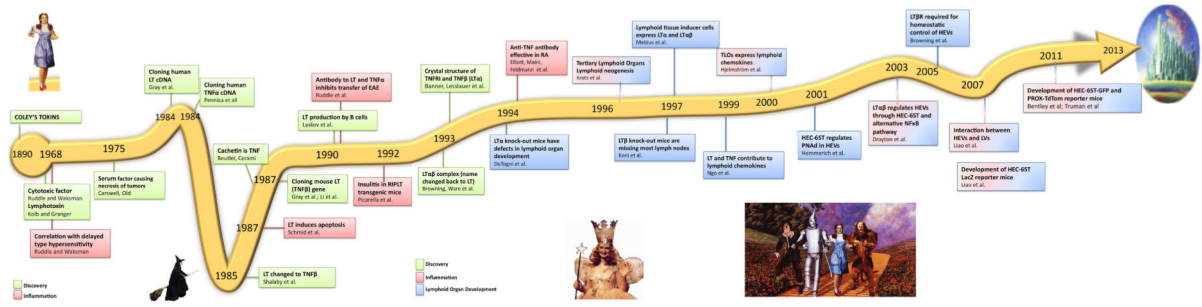 COLEY'S TOXINS
1890
1968
Cytotoxic factor
Ruddle and Waksman
Lymphotoxin
Kolb and Granger
Correlation with delayed
type hypersensitivity
Ruddle and Waksman
1975
Serum factor causing
necrosis of tumors
Carswell, Old
Cloning human
LT cDNA
Gray et al.
1984
Cloning human
TNFα cDNA
Pennica et all
1984
1985
LT changed to TNFβ
Shalaby et al.
Cachetin is TNF
Beutler, Cerami
1987
Cloning mouse LT
(TNFβ) gene
Gray et al.; Li et al.
1987
LT induces apoptosis
Schmid et al.
Antibody to LT and TNFα
inhibits transfer of EAE
Ruddle et al.
LT production by B cells
Laskov et al.
1990
1992
Insulitis in RIPLT
transgenic mice
Picarella et al.
Crystal structure of
TNFRI and TNFβ (LTα)
Banner, Lesslauer et al.
1993
LTαβ complex (name
changed back to LT)
Browning, Ware et al.
Anti-TNF antibody
effective in RA
Elliott, Maini,
Feldmann et al.
1994
LTα knock-out mice have
defects in lymphoid organ
development
DeTogni et al.
Tertiary Lymphoid Organs
Lymphoid neogenesis
Kratz et al.
1996
Lymphoid tissue inducer cells
express LTα and LTαβ
Mebius et al.
1997
LTβ knock-out mice are
missing most lymph nodes
Koni et al.
1999
LT and TNF contribute to
lymphoid chemokines
Ngo et al.
TLOs express lymphoid
chemokines
Hjelmström et al.
2000
2001
HEC-6ST regulates
PNAd in HEVs
Hemmerich et al.
2003
LTαβ regulates HEVs
through HEC-6ST and
alternative NFκB
pathway
Drayton et al.
LTβR required for
homeostatic
control of HEVs
Browning et al.
2005
2007
Interaction between
HEVs and LVs
Liao et al.
Development of HEC-6ST
LacZ reporter mice
Liao et al.
2011
Development of HEC-6ST-GFP and
PROX-TdTom reporter mice
Bentley et al; Truman et al
2013
Discovery
Inflammation
Discovery
Inflammation
Lymphoid Organ Development